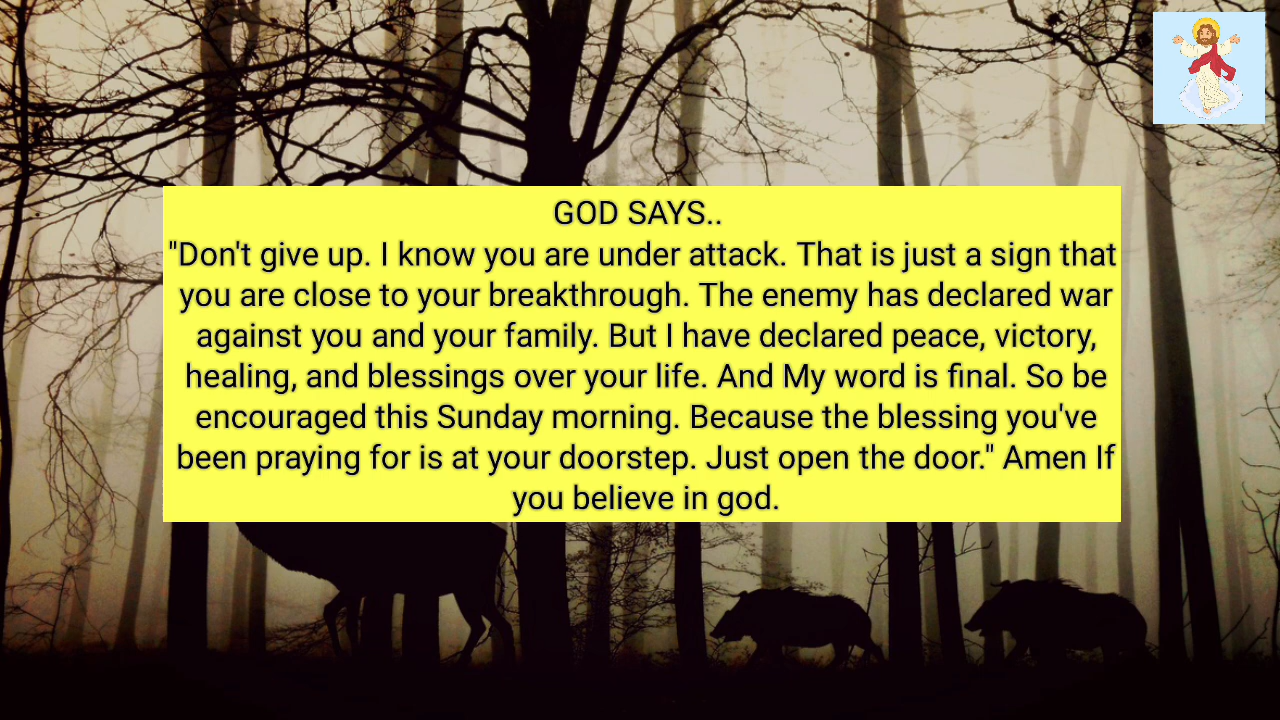 GOD SAYS..
"Don't give up. I know you are under attack. That is just a sign that
you are close to your breakthrough. The enemy has declared war
against you and your family. But I have declared peace, victory,
healing, and blessings over your life. And My word is final. So be
encouraged this Sunday morning. Because the blessing you've
been praying for is at your doorstep. Just open the door." Amen If
you believe in god.